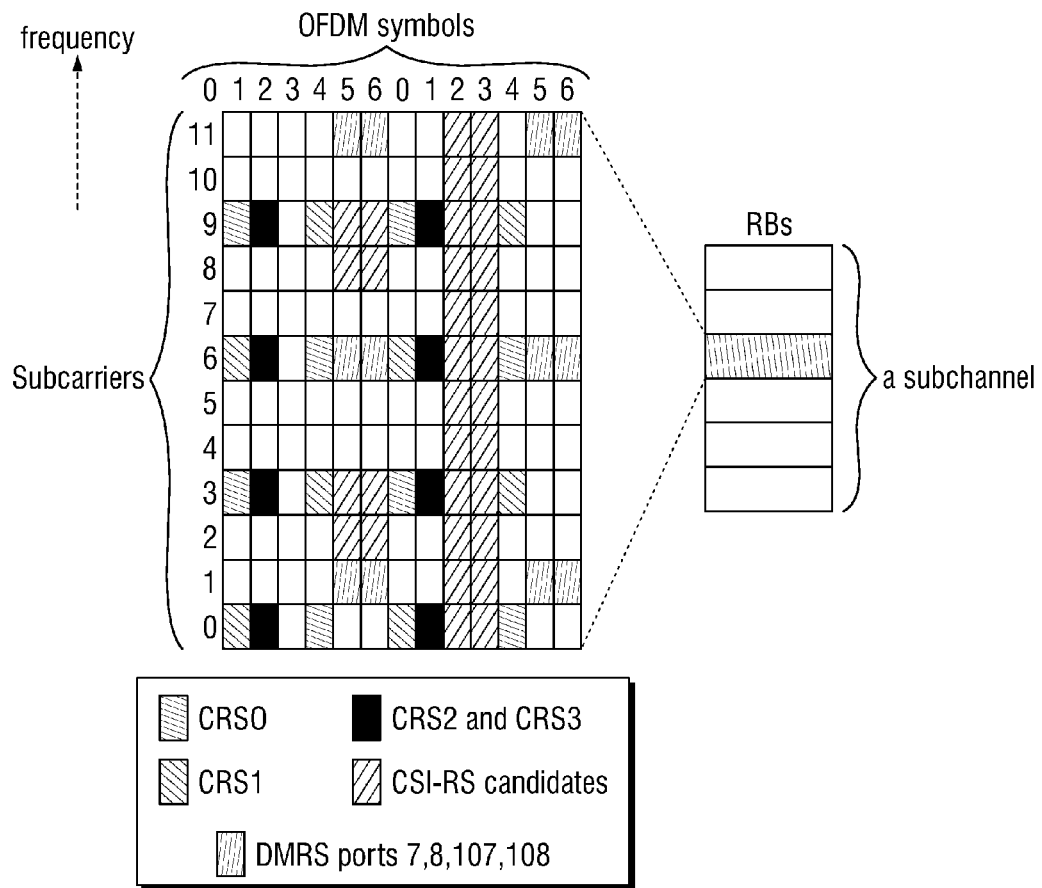 OFDM symbols
frequency
0 1 2 3 4 5 6 0 1 2 3 4 5 6
11
10
9
8
7
6
5
4
3
2
1
0
Subcarriers
RBs
a subchannel
CRS0
CRS2 and CRS3
CRS1
CSI-RS candidates
DMRS ports 7,8,107,108